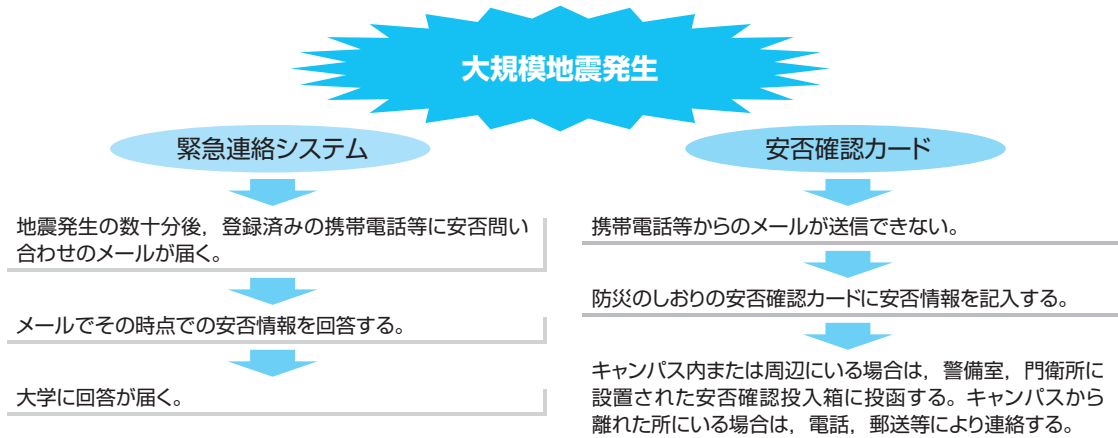 大規模地震発生
緊急連絡システム
地震発生の数十分後，登録済みの携帯電話等に安否問い
合わせのメールが届く。
メールでその時点での安否情報を回答する。
大学に回答が届く。
安否確認カード
携帯電話等からのメールが送信できない。
防災のしおりの安否確認カードに安否情報を記入する。
キャンパス内または周辺にいる場合は，警備室，門衛所に
設置された安否確認投入箱に投函する。キャンパスから
離れた所にいる場合は，電話，郵送等により連絡する。